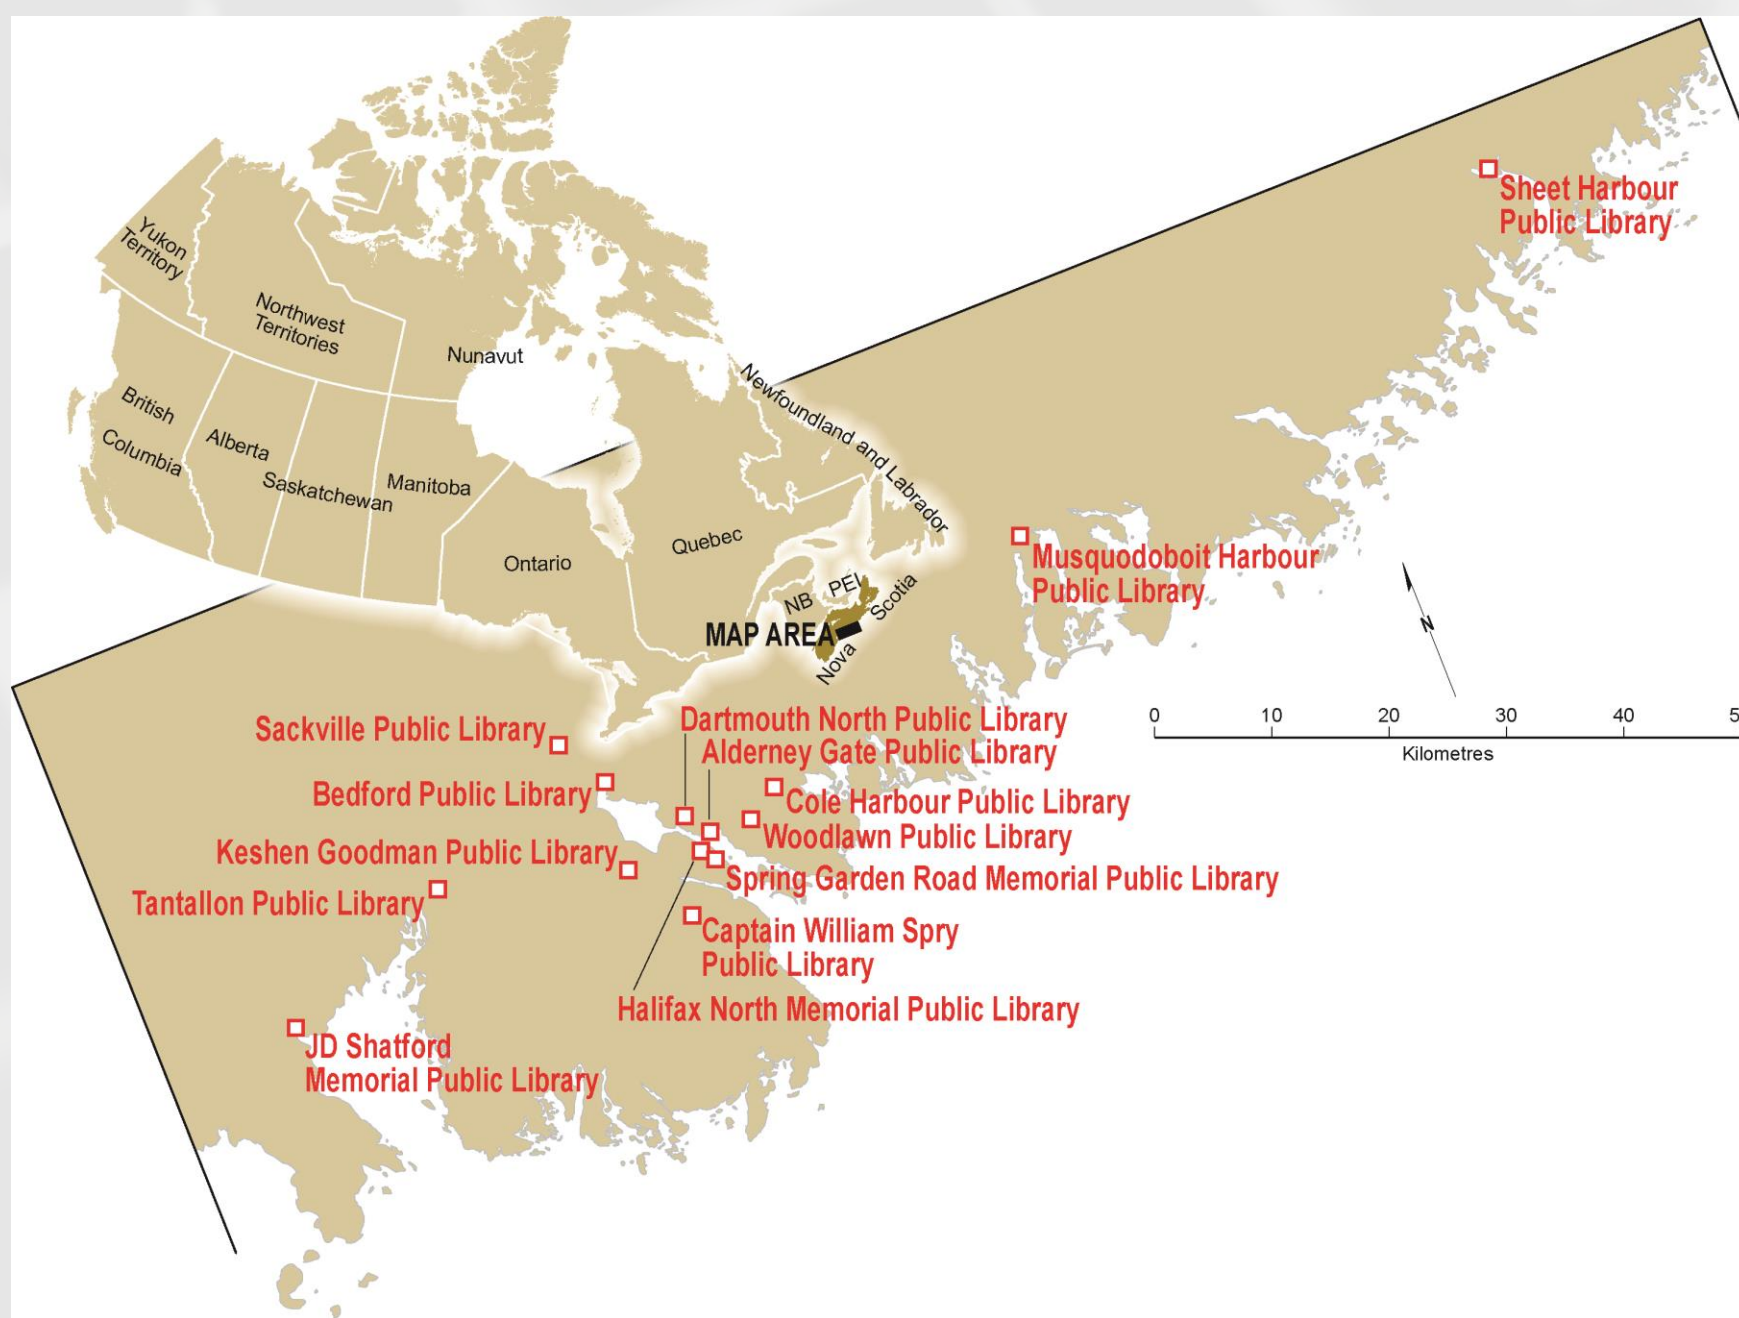 Yukon
Territory
Northwest
Territories
Nunavut
British
Columbia
Alberta
Saskatchewan
Manitoba
Ontario
Quebec
Newfoundland and Labrador
NB
PEI
Nova
Scotia
MAP AREA
Sheet Harbour
Public Library
Musquodoboit Harbour
Public Library
N
0 10 20 30 40
Kilometres
Sackville Public Library
Dartmouth North Public Library
Alderney Gate Public Library
Bedford Public Library
Cole Harbour Public Library
Woodlawn Public Library
Keshen Goodman Public Library
Spring Garden Road Memorial Public Library
Tantallon Public Library
Captain William Spry
Public Library
Halifax North Memorial Public Library
JD Shatford
Memorial Public Library